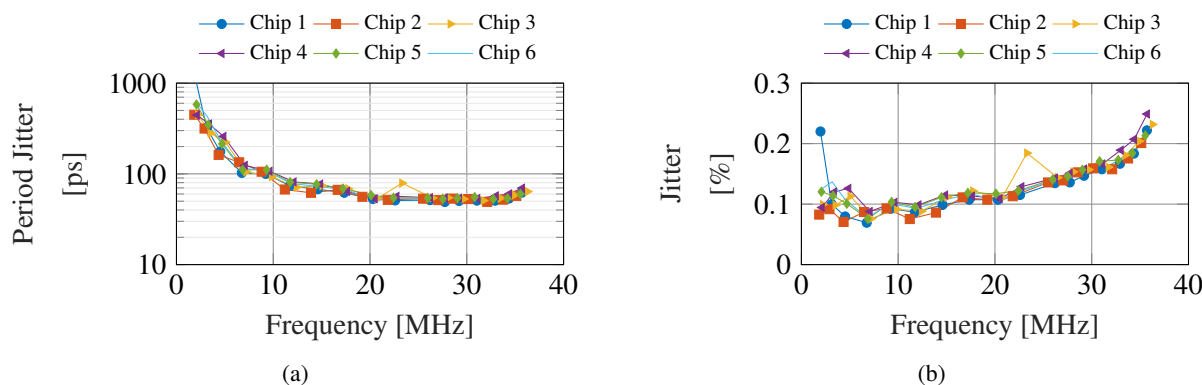 Chip 1 Chip 2 Chip 3
Chip 4 Chip 5 Chip 6
1000
100
10
0 10 20 30 40
Period Jitter
[ps]
Frequency [MHz]
(a)
Chip 1 Chip 2 Chip 3
Chip 4 Chip 5 Chip 6
0.3
0.2
0.1
0
0 10 20 30 40
Jitter
[%]
Frequency [MHz]
(b)